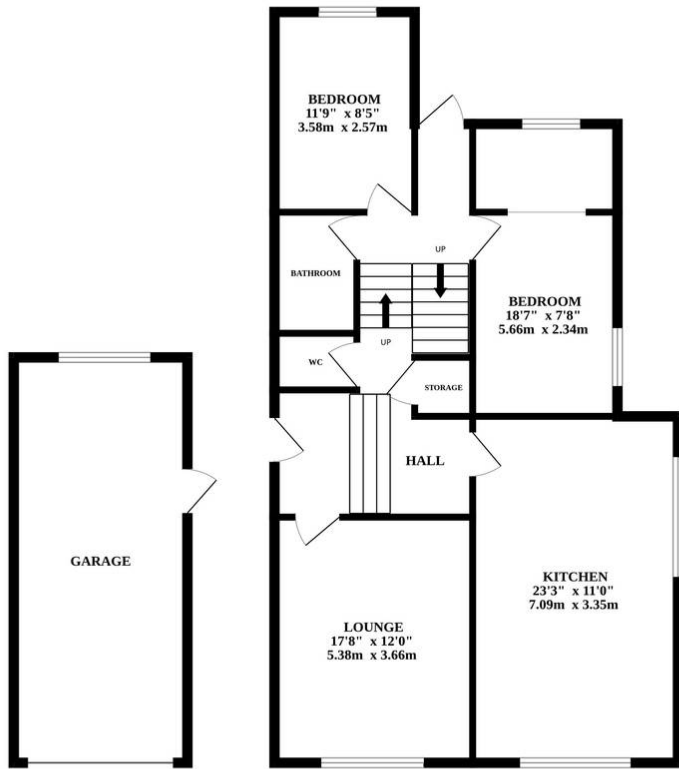 BEDROOM
11'9" x 8'5"
3.58m x 2.57m
UP
BATHROOM
BEDROOM
18'7" x 7'8"
5.66m x 2.34m
UP
WC
STORAGE
HALL
GARAGE
KITCHEN
23'3" x 11'0"
7.09m x 3.35m
LOUNGE
17'8" x 12'0"
5.38m x 3.66m